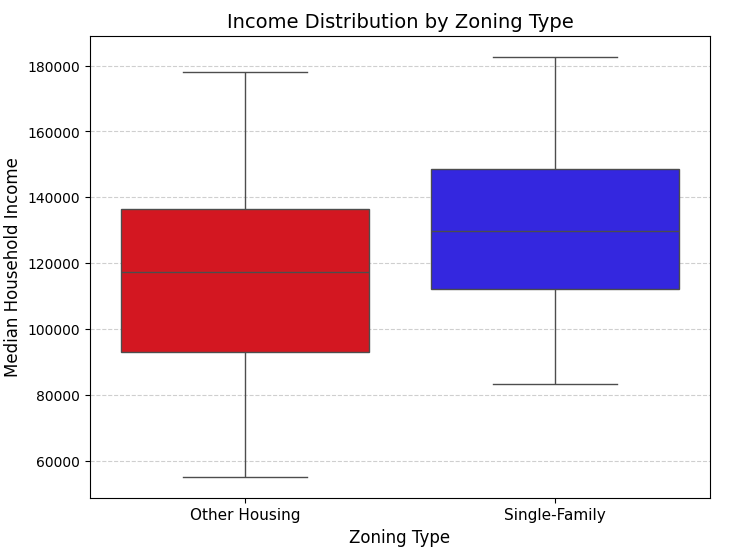 Income Distribution by Zoning Type
Median Household Income
180000
160000
140000
120000
100000
80000
60000
Other Housing
Single-Family
Zoning Type